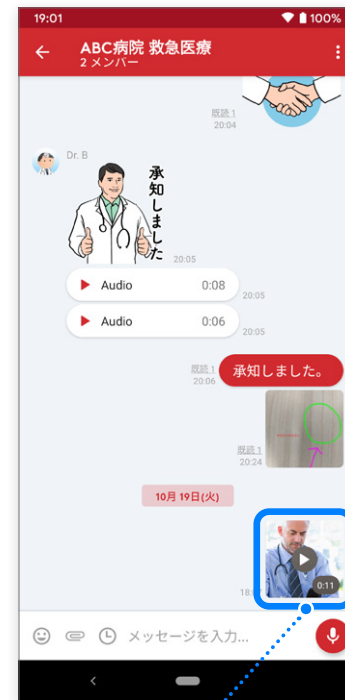 19:01
100%
ABC病院 救急医療
2 メンバー
既読 1
20:04
Dr. B
承知しました
20:05
Audio 0:08
20:05
Audio 0:06
20:05
既読 1
20:06
承知しました。
既読 1
20:24
10月 19日(火)
0:11
メッセージを入力...